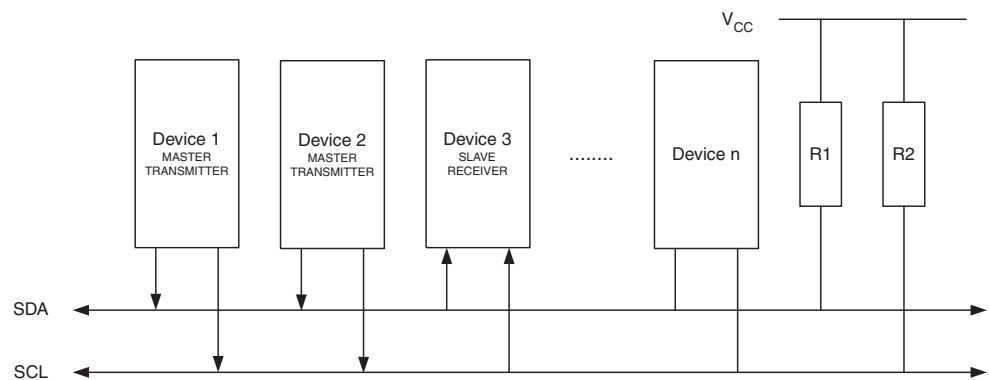 V_CC
Device 1
MASTER
TRANSMITTER
Device 2
MASTER
TRANSMITTER
Device 3
SLAVE
RECEIVER
........
Device n
R1
R2
SDA
SCL